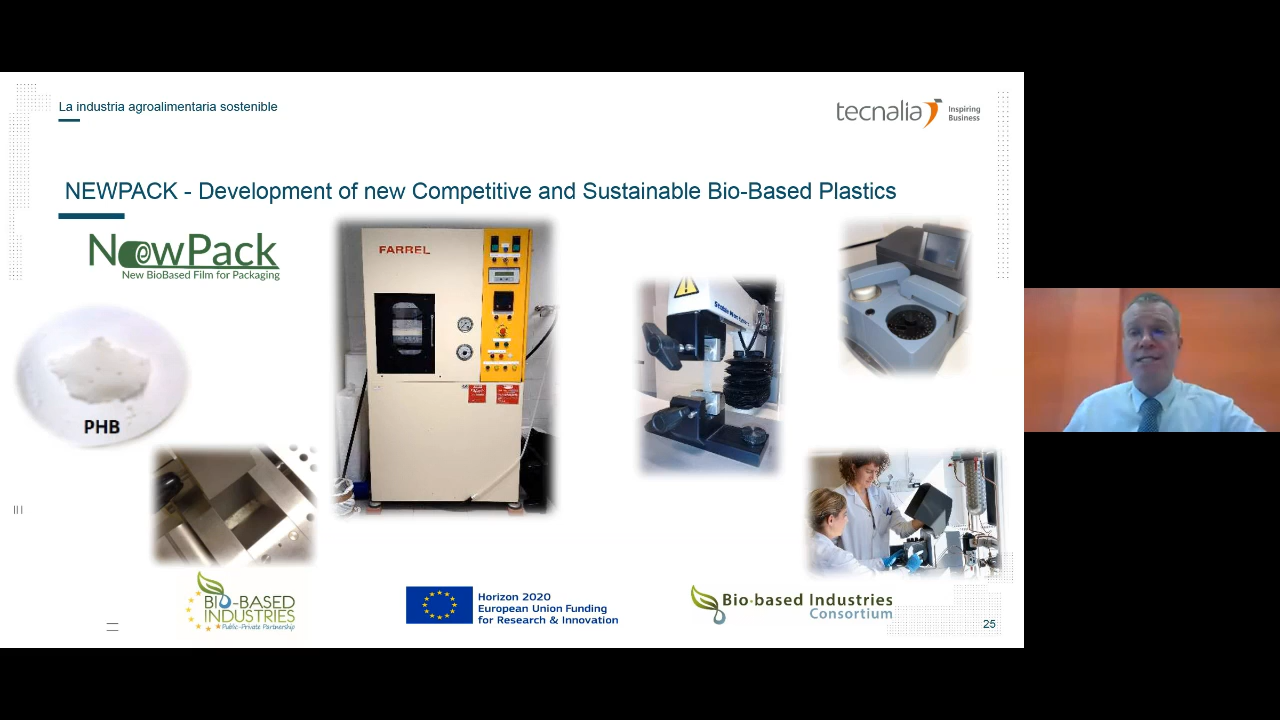 La industria agroalimentaria sostenible
tecnalia Inspiring Business
NEWPACK - Development of new Competitive and Sustainable Bio-Based Plastics
NewPack
New BioBased Film for Packaging
FARREL
PHB
BIO-BASED
INDUSTRIES
Public-Private Partnership
Horizon 2020
European Union Funding
for Research & Innovation
Bio-based Industries
Consortium
25